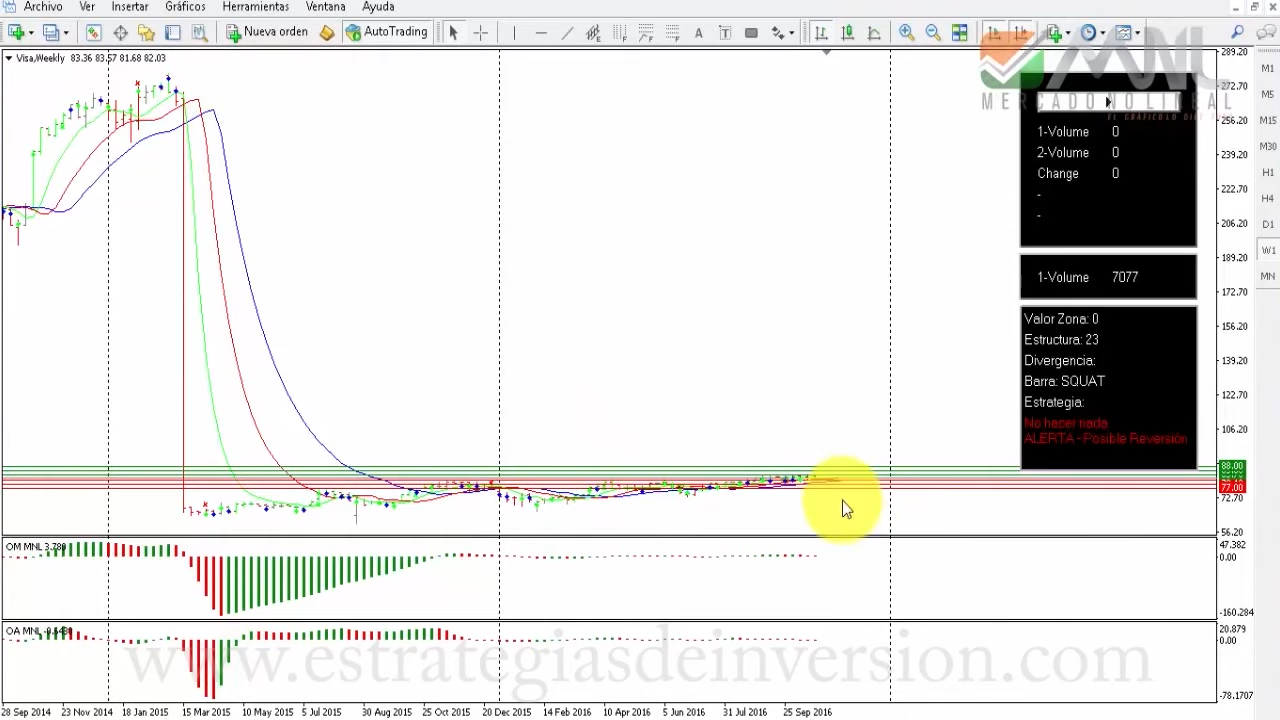 Archivo Ver Insertar Gráficos Herramientas Ventana Ayuda
Nueva orden AutoTrading
A T
Visa,Weekly 83.36 83.57 81.68 82.03
MNL
MERCADO NO LINEAL
1-Volume 0
2-Volume 0
Change 0
-
-
1-Volume 7077
Valor Zona: 0
Estructura: 23
Divergencia:
Barra: SQUAT
Estrategia:
No hacer nada
ALERTA - Posible Reversión
289.20
272.70
256.20
239.20
222.70
206.20
189.20
172.70
156.20
139.20
122.70
106.20
88.00
77.00
72.70
56.20
M1
M5
M15
M30
H1
H4
D1
W1
MN
OM MNL 3.780
47.382
0.00
-160.284
OA MNL -0.6430
20.879
0.00
-78.1707
www.estrategiasdeinversion.com
28 Sep 2014 23 Nov 2014 18 Jan 2015 15 Mar 2015 10 May 2015 5 Jul 2015 30 Aug 2015 25 Oct 2015 20 Dec 2015 14 Feb 2016 10 Apr 2016 5 Jun 2016 31 Jul 2016 25 Sep 2016